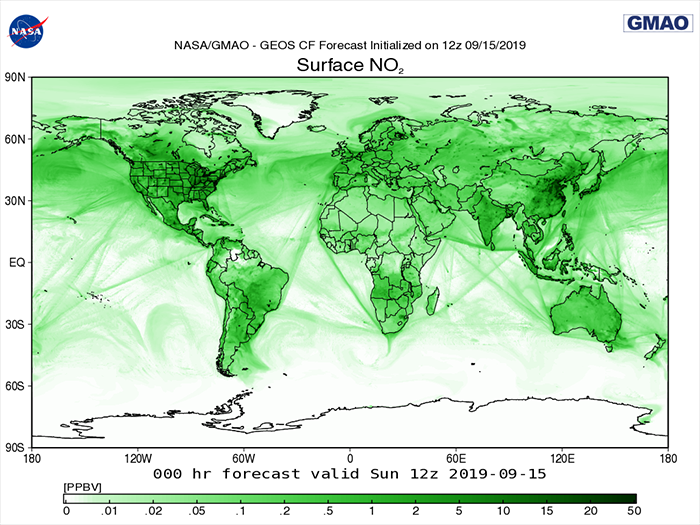 NASA
GMAO
NASA/GMAO - GEOS CF Forecast Initialized on 12z 09/15/2019
Surface NO₂
90N
60N
30N
EQ
30S
60S
90S
180 120W 60W 0 60E 120E 180
000 hr forecast valid Sun 12z 2019-09-15
[PPBV]
0 .01 .02 .05 .1 .2 .5 1 2 5 10 15 20 50